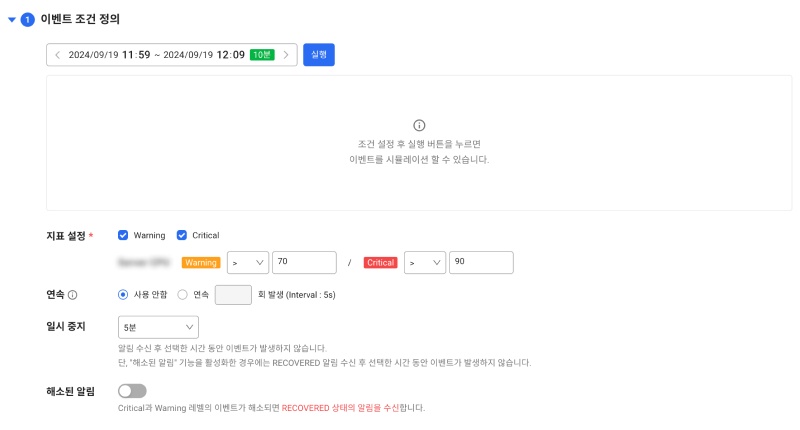 1 이벤트 조건 정의
2024/09/19 11:59 ~ 2024/09/19 12:09 10분 실행
조건 설정 후 실행 버튼을 누르면
이벤트를 시뮬레이션 할 수 있습니다.
지표 설정 * Warning Critical
Warning > 70 / Critical > 90
연속 사용 안함 연속 회 발생 (Interval : 5s)
일시 중지 5분
알림 수신 후 선택한 시간 동안 이벤트가 발생하지 않습니다.
단, "해소된 알림" 기능을 활성화한 경우에는 RECOVERED 알림 수신 후 선택한 시간 동안 이벤트가 발생하지 않습니다.
해소된 알림
Critical과 Warning 레벨의 이벤트가 해소되면 RECOVERED 상태의 알림을 수신합니다.